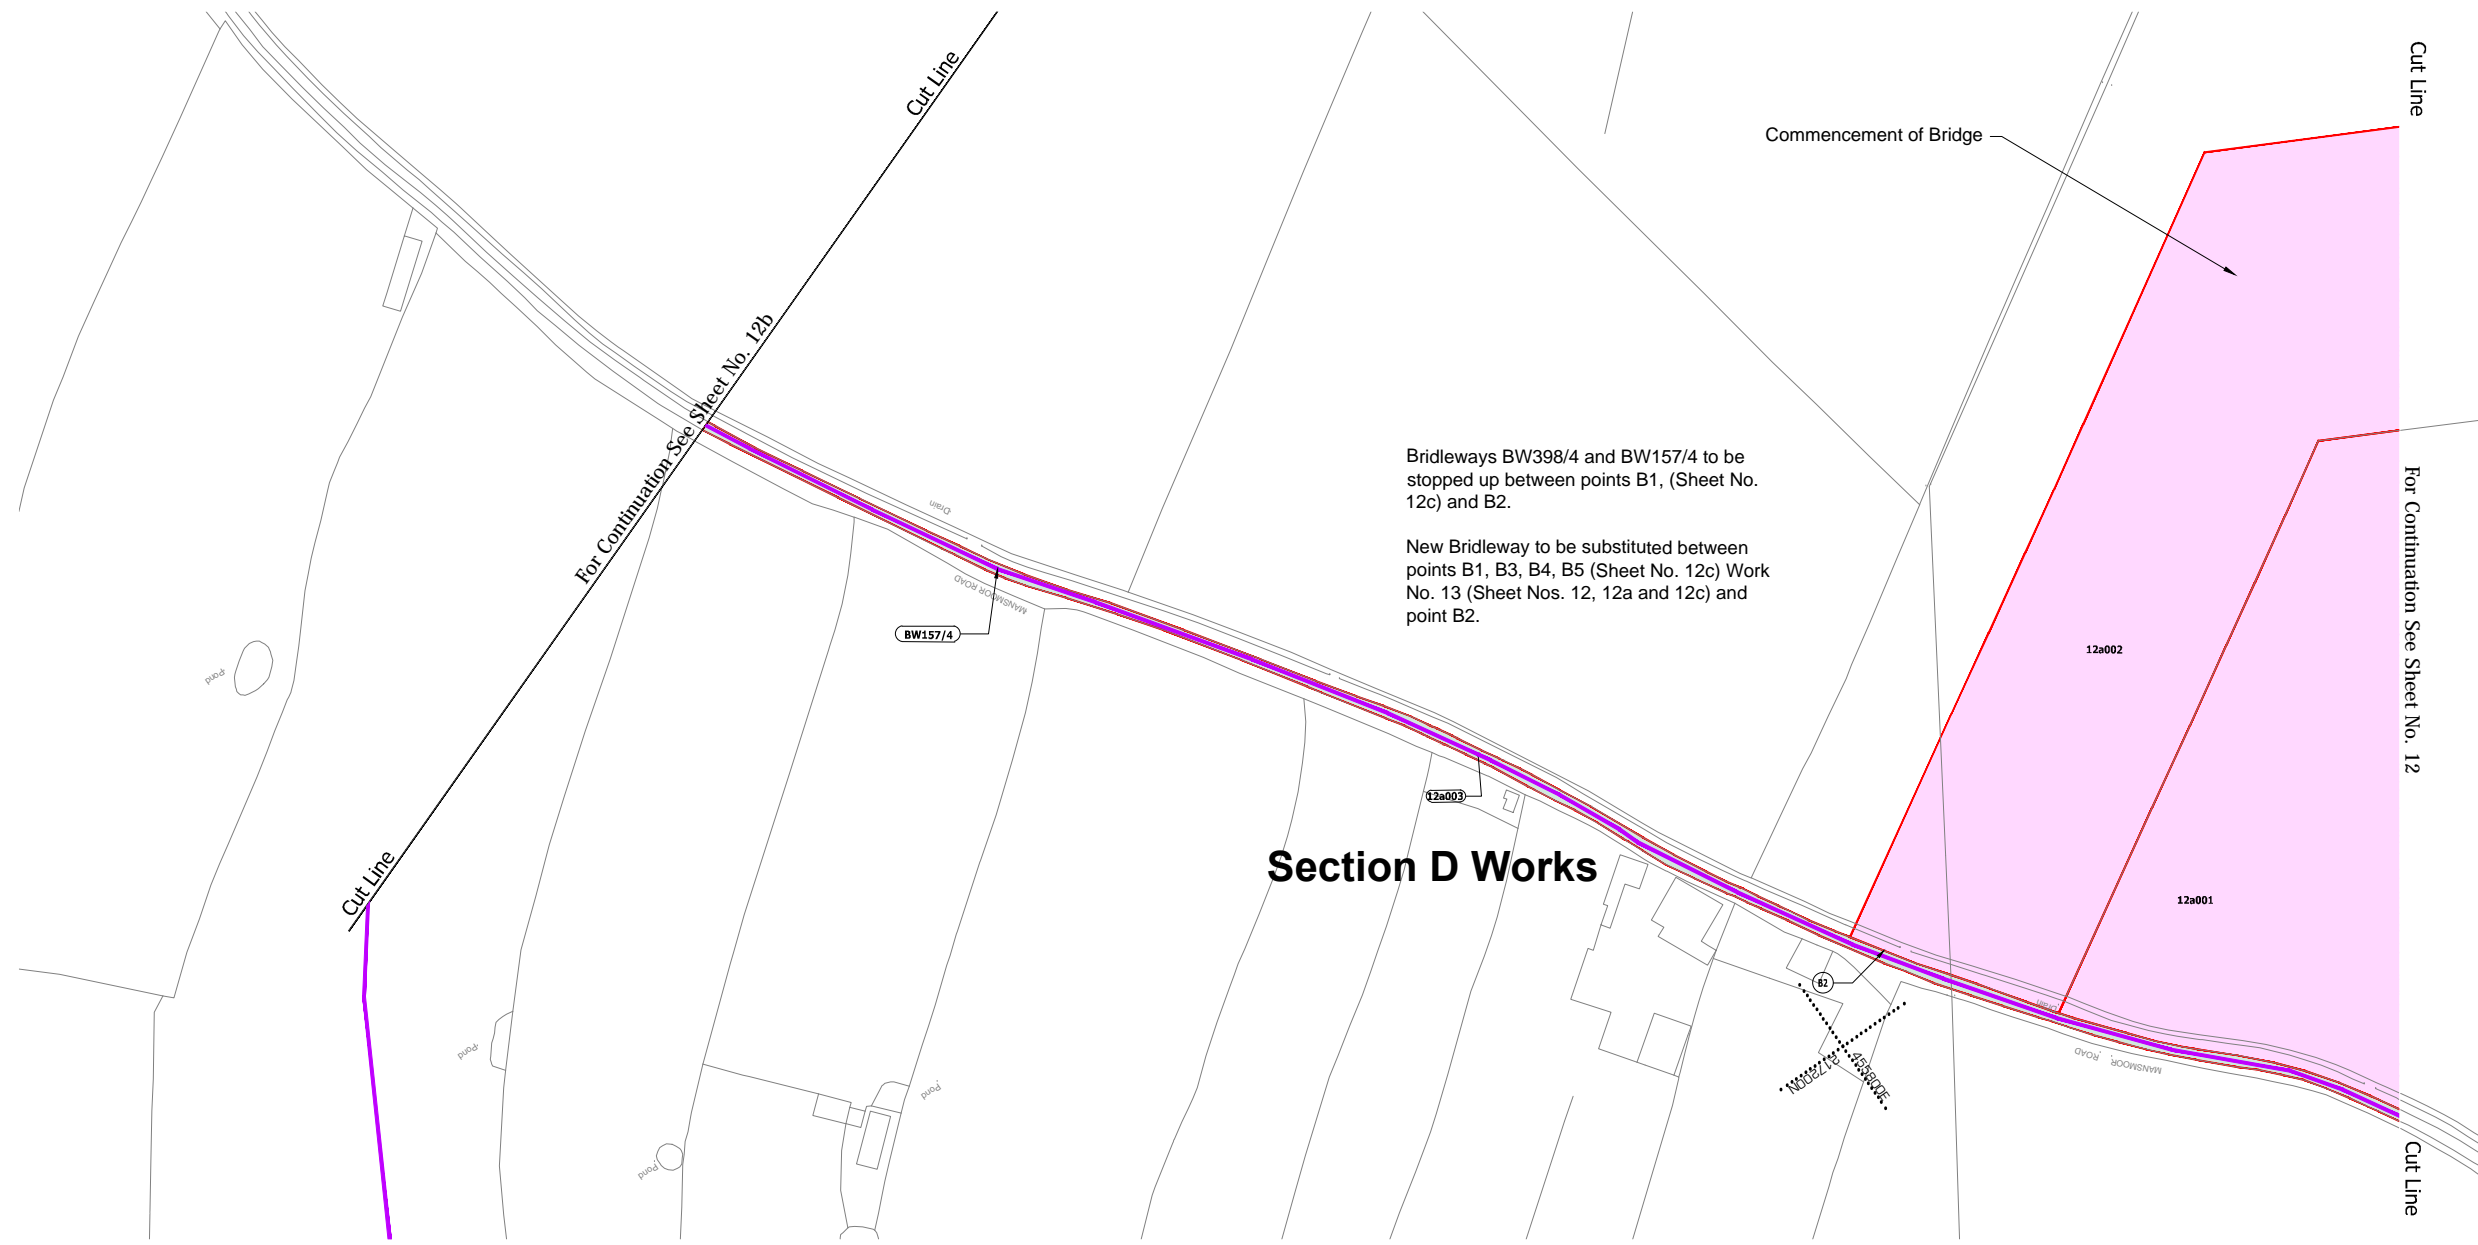 Cut Line
Cut Line
Commencement of Bridge
For Continuation See Sheet No. 12b
Bridleways BW398/4 and BW157/4 to be
stopped up between points B1, (Sheet No.
12c) and B2.
New Bridleway to be substituted between
points B1, B3, B4, B5 (Sheet No. 12c) Work
No. 13 (Sheet Nos. 12, 12a and 12c) and
point B2.
For Continuation See Sheet No. 12
Drain
MANSMOOR ROAD
BW157/4
12a002
Pond
12a003
Section D Works
Cut Line
12a001
B2
Drain
MANSMOOR ROAD
455800E
217200N
Pond
Pond
Pond
Cut Line